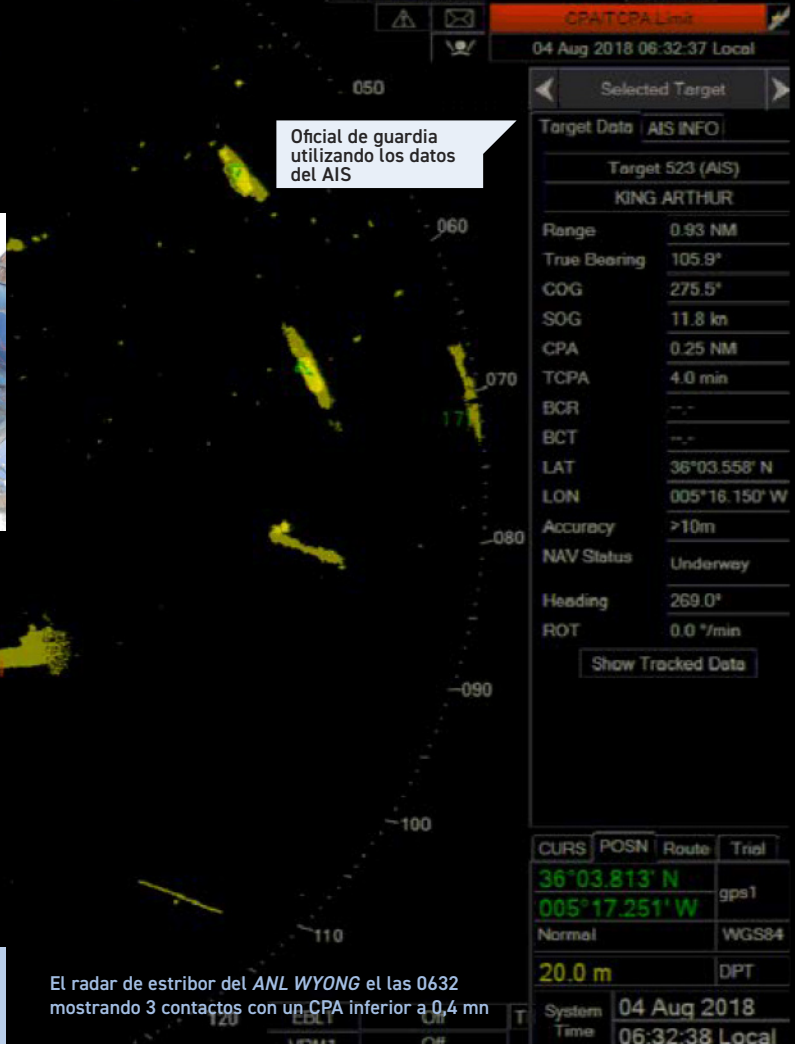 CPA/TCPA Limit
04 Aug 2018 06:32:37 Local
050
Selected Target
Oficial de guardia
utilizando los datos
del AIS
Target Data AIS INFO
Target 523 (AIS)
KING ARTHUR
060
Range 0.93 NM
True Bearing 105.9°
COG 275.5°
SOG 11.8 kn
CPA 0.25 NM
070
TCPA 4.0 min
BCR --.-
17
BCT --.-
LAT 36°03.558' N
LON 005°16.150' W
Accuracy >10m
080
NAV Status Underway
Heading 269.0°
ROT 0.0 °/min
Show Tracked Data
090
100
CURS POSN Route Trial
36°03.813' N
gps1
005°17.251' W
110
Normal WGS84
20.0 m DPT
El radar de estribor del ANL WYONG el las 0632
mostrando 3 contactos con un CPA inferior a 0,4 mn
120 EBL1 Off T
System 04 Aug 2018
Time 06:32:38 Local
VRM1 Off